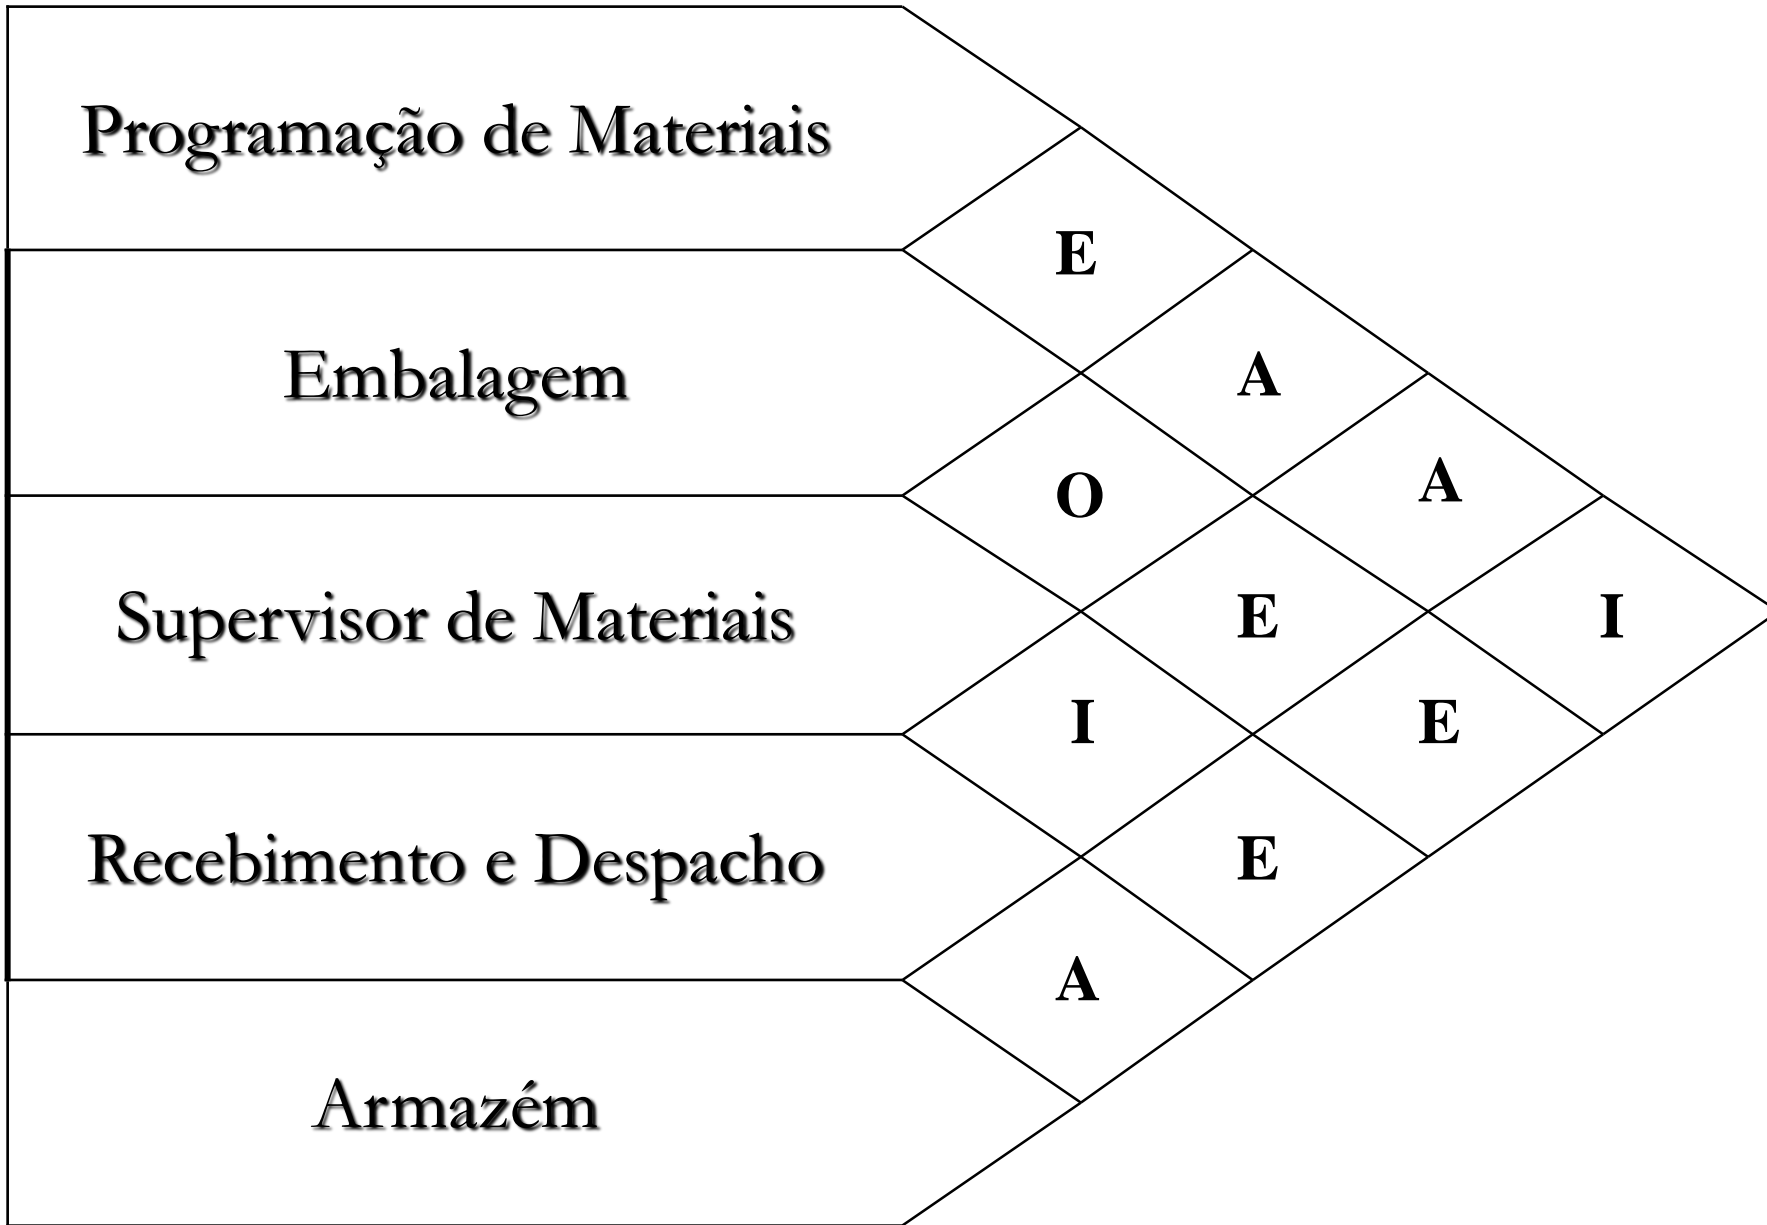 Programação de Materiais
E
Embalagem
A
A
O
Supervisor de Materiais
E
I
I
E
Recebimento e Despacho
E
A
Armazém